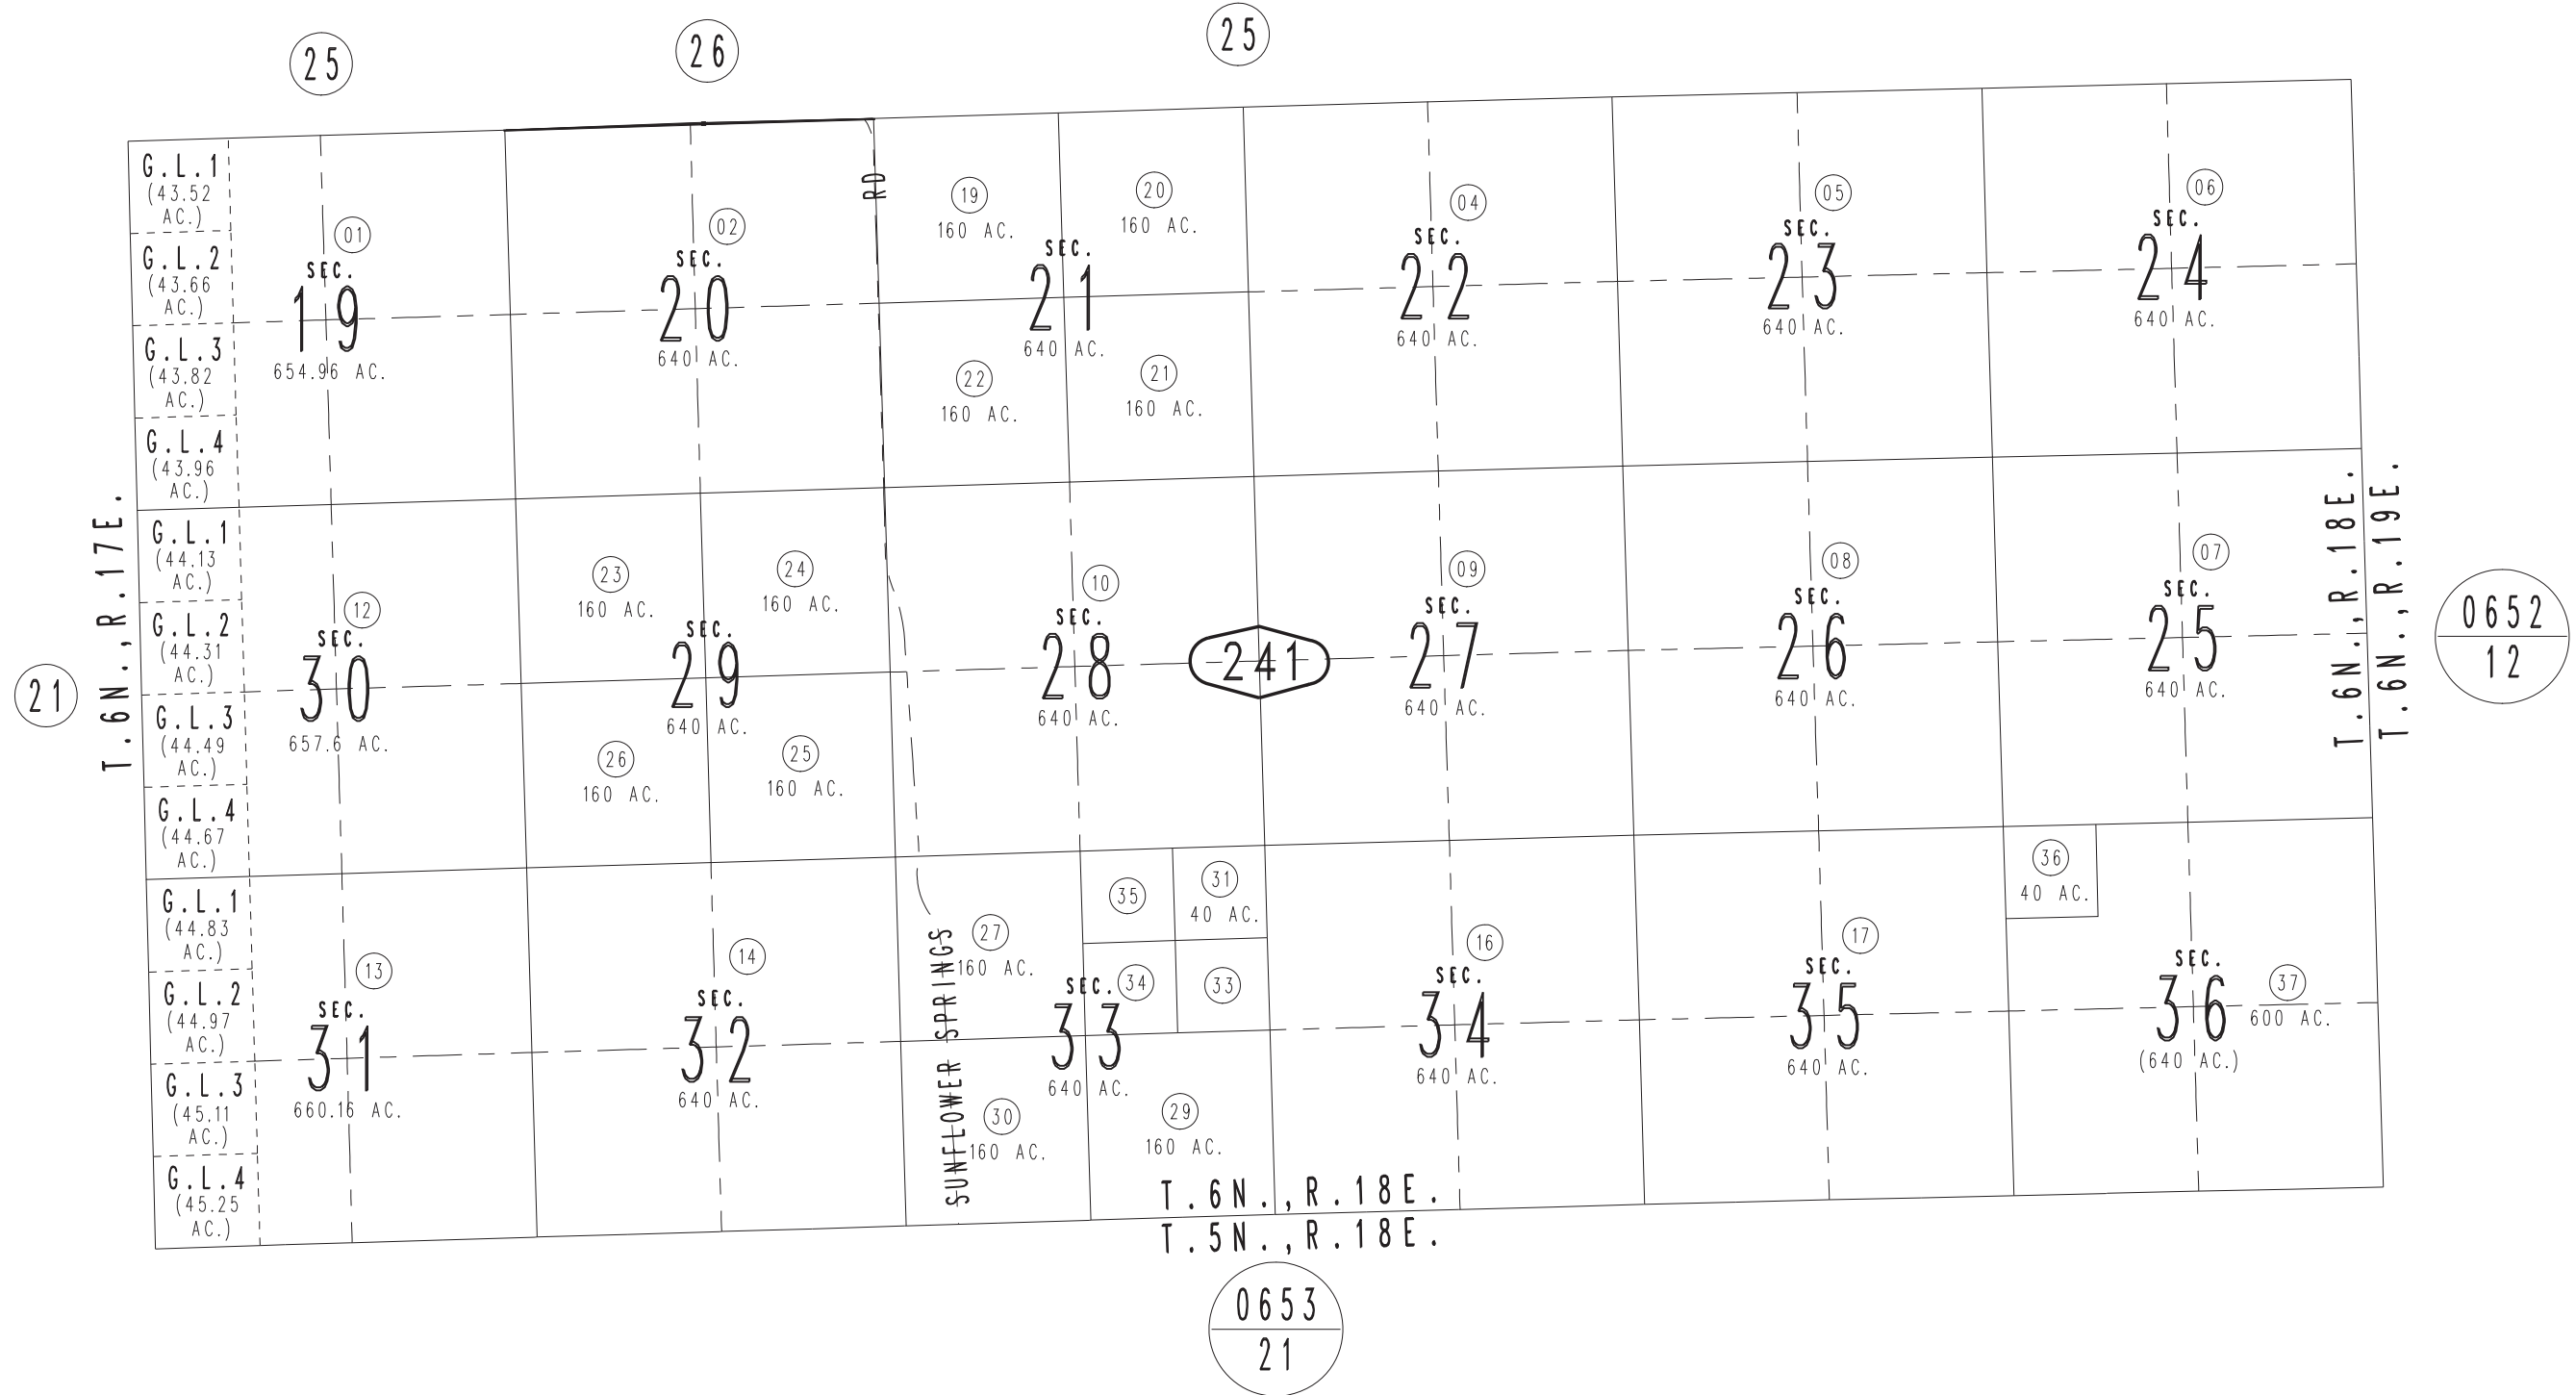 25
26
25
G.L.1
(43.52
AC.)
G.L.2
(43.66
AC.)
G.L.3
(43.82
AC.)
G.L.4
(43.96
AC.)
01
SEC.
19
654.96 AC.
02
SEC.
20
640 AC.
RD
19
160 AC.
20
160 AC.
SEC.
21
640 AC.
22
160 AC.
21
160 AC.
04
SEC.
22
640 AC.
05
SEC.
23
640 AC.
06
SEC.
24
640 AC.
T.6N.,R.17E.
21
G.L.1
(44.13
AC.)
G.L.2
(44.31
AC.)
G.L.3
(44.49
AC.)
G.L.4
(44.67
AC.)
12
SEC.
30
657.6 AC.
23
160 AC.
24
160 AC.
SEC.
29
640 AC.
26
160 AC.
25
160 AC.
10
SEC.
28
640 AC.
241
09
SEC.
27
640 AC.
08
SEC.
26
640 AC.
07
SEC.
25
640 AC.
T.6N.,R.18E.
T.6N.,R.19E.
0652
12
G.L.1
(44.83
AC.)
G.L.2
(44.97
AC.)
G.L.3
(45.11
AC.)
G.L.4
(45.25
AC.)
13
SEC.
31
660.16 AC.
14
SEC.
32
640 AC.
SUNFLOWER SPRINGS
27
160 AC.
35
31
40 AC.
34
33
SEC.
33
640 AC.
30
160 AC.
29
160 AC.
16
SEC.
34
640 AC.
17
SEC.
35
640 AC.
36
40 AC.
SEC.
36
(640 AC.)
37
600 AC.
T.6N.,R.18E.
T.5N.,R.18E.
0653
21